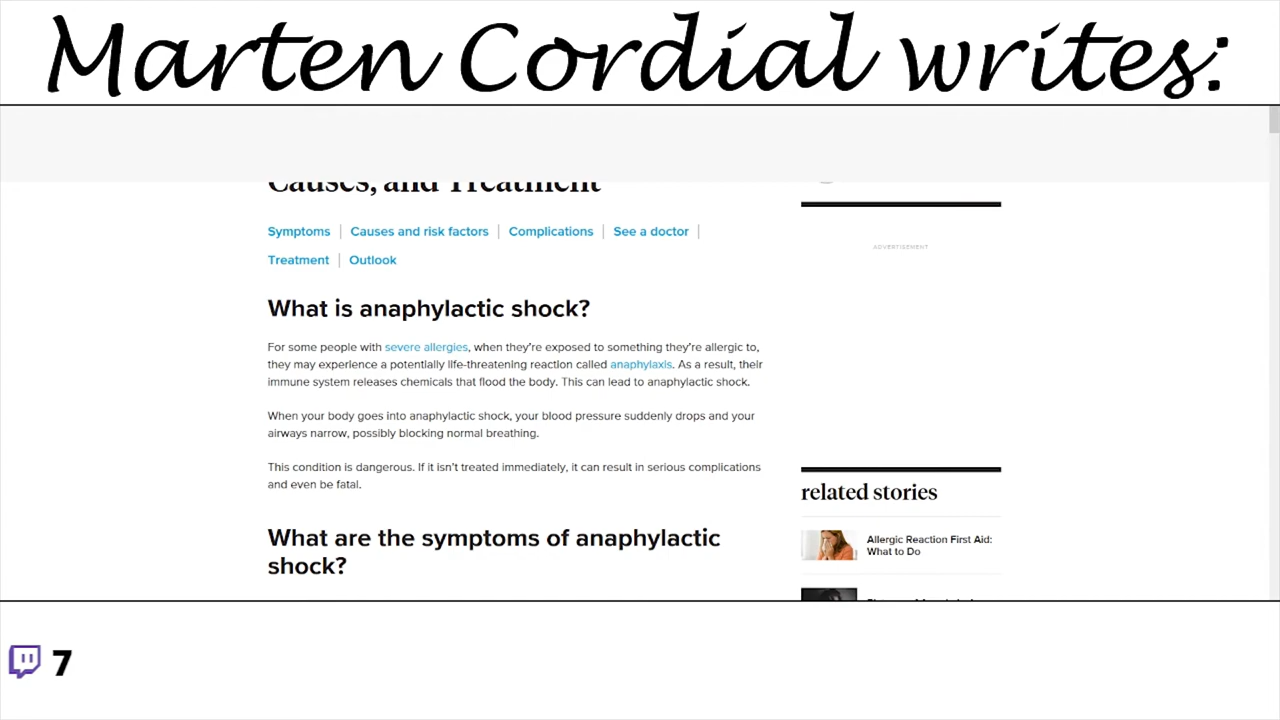 Marten Cordial writes:
Causes, and Treatment
Symptoms | Causes and risk factors | Complications | See a doctor |
Treatment | Outlook
ADVERTISEMENT
What is anaphylactic shock?
For some people with severe allergies, when they're exposed to something they're allergic to,
they may experience a potentially life-threatening reaction called anaphylaxis. As a result, their
immune system releases chemicals that flood the body. This can lead to anaphylactic shock.
When your body goes into anaphylactic shock, your blood pressure suddenly drops and your
airways narrow, possibly blocking normal breathing.
This condition is dangerous. If it isn't treated immediately, it can result in serious complications
and even be fatal.
What are the symptoms of anaphylactic
shock?
related stories
Allergic Reaction First Aid:
What to Do
7